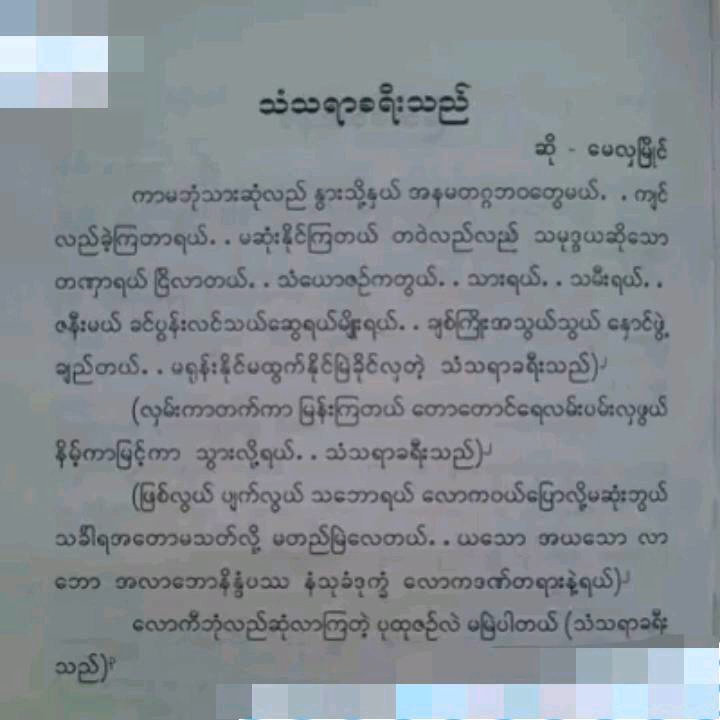 သံသရာခရီးသည်
ဆို - မေလှမြိုင်
ကာမဘုံသားဆုံလည် နွားသို့နှယ် အနမတဂ္ဂဘဝတွေမယ်. . ကျင်
လည်ခဲ့ကြတာရယ်. . မဆုံးနိုင်ကြတယ် တဝဲလည်လည် သမုဒ္ဒယဆိုသော
တဏှာရယ် ငြိလာတယ်. . သံယောဇဉ်ကတွယ်. . သားရယ်. . သမီးရယ်. .
ဇနီးမယ် ခင်ပွန်းလင်သယ်ဆွေရယ်မျိုးရယ်. . ချစ်ကြိုးအသွယ်သွယ် နှောင်ဖွဲ့
ချည်တယ်. . မရုန်းနိုင်မထွက်နိုင်မြဲခိုင်လှတဲ့ သံသရာခရီးသည်)၂
(လှမ်းကာတက်ကာ မြန်းကြတယ် တောတောင်ရေလမ်းပမ်းလှဖွယ်
နိမ့်ကာမြင့်ကာ သွားလို့ရယ်. . သံသရာခရီးသည်)၂
(ဖြစ်လွယ် ပျက်လွယ် သဘောရယ် လောကဝယ်ပြောလို့မဆုံးဘွယ်
သင်္ခါရအတောမသတ်လို့ မတည်မြဲလေတယ်. . ယသော အယသော လာ
ဘော အလာဘောနိန္ဒံပဿ နံသုခံဒုက္ခံ လောကဒဏ်တရားနဲ့ရယ်)၂
လောကီဘုံလည်ဆုံလာကြတဲ့ ပုထုဇဉ်လဲ မမြဲပါတယ် (သံသရာခရီး
သည်)၃